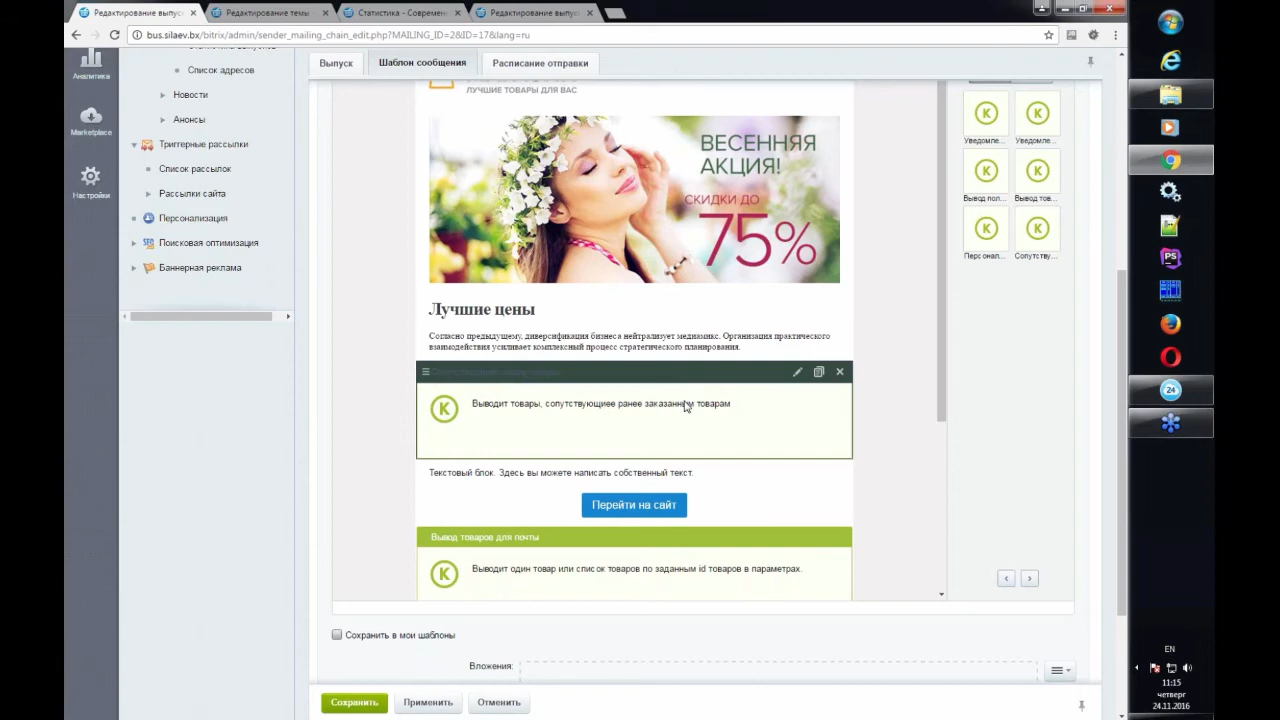 Редактирование выпус
Редактирование темы
Статистика - Современ
Редактирование выпус
bus.silaev.bx/bitrix/admin/sender_mailing_chain_edit.php?MAILING_ID=2&ID=17&lang=ru
Аналитика
Marketplace
Настройки
Список адресов
Новости
Анонсы
Триггерные рассылки
Список рассылок
Рассылки сайта
Персонализация
SEO
Поисковая оптимизация
Баннерная реклама
Выпуск
Шаблон сообщения
Расписание отправки
ЛУЧШИЕ ТОВАРЫ ДЛЯ ВАС
ВЕСЕННЯЯ
АКЦИЯ!
СКИДКИ ДО
75%
Лучшие цены
Согласно предыдущему, диверсификация бизнеса нейтрализует медиамикс. Организация практического
взаимодействия усиливает комплексный процесс стратегического планирования.
K
Выводит товары, сопутствующиее ранее заказанным товарам
Текстовый блок. Здесь вы можете написать собственный текст.
Перейти на сайт
Вывод товаров для почты
K
Выводит один товар или список товаров по заданным id товаров в параметрах.
K K
Уведомле... Уведомле...
K K
Вывод пол... Вывод тов...
K K
Персонал... Сопутству...
Сохранить в мои шаблоны
Вложения:
Сохранить
Применить
Отменить
PS
24
EN
11:15
четверг
24.11.2016